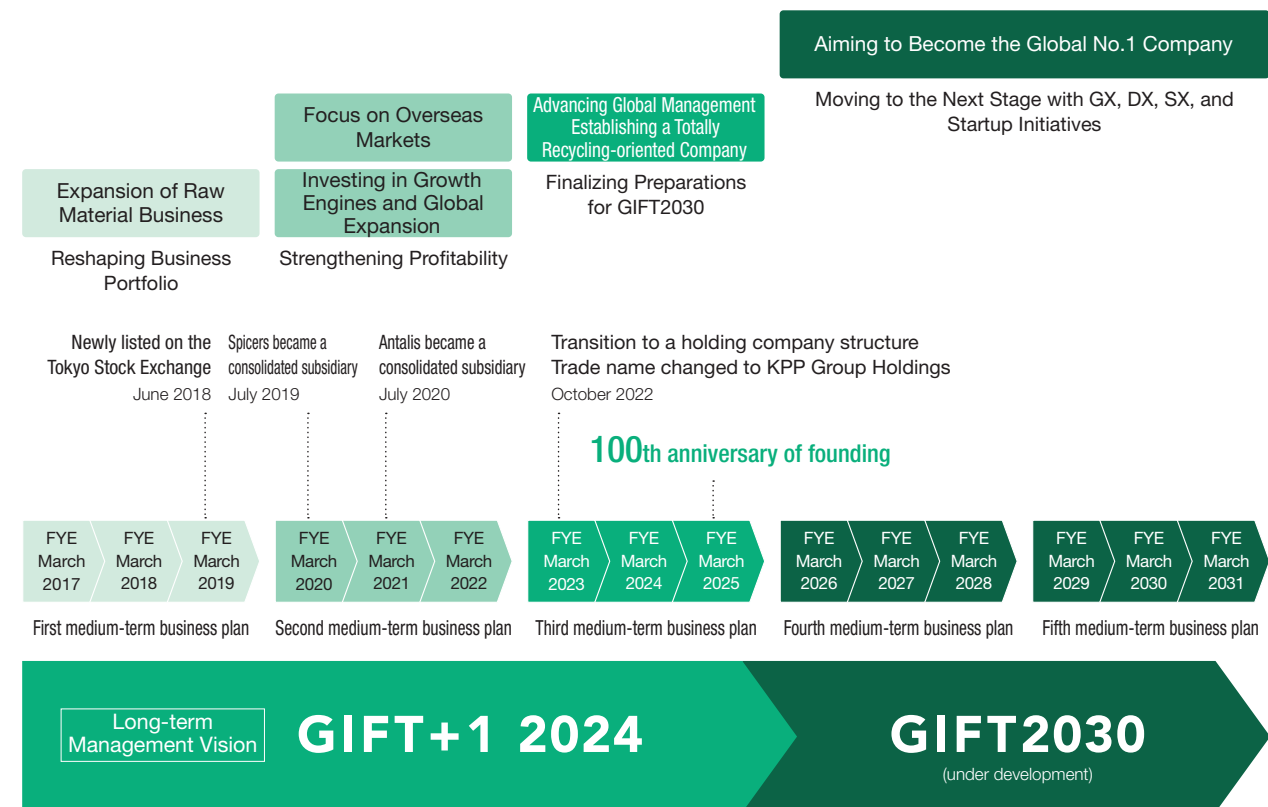 Aiming to Become the Global No.1 Company
Moving to the Next Stage with GX, DX, SX, and
Startup Initiatives
Focus on Overseas
Markets
Advancing Global Management
Establishing a Totally
Recycling-oriented Company
Finalizing Preparations
for GIFT2030
Expansion of Raw
Material Business
Reshaping Business
Portfolio
Investing in Growth
Engines and Global
Expansion
Strengthening Profitability
Newly listed on the
Tokyo Stock Exchange
June 2018
Spicers became a
consolidated subsidiary
July 2019
Antalis became a
consolidated subsidiary
July 2020
Transition to a holding company structure
Trade name changed to KPP Group Holdings
October 2022
100th anniversary of founding
FYE
March
2017
FYE
March
2018
FYE
March
2019
FYE
March
2020
FYE
March
2021
FYE
March
2022
FYE
March
2023
FYE
March
2024
FYE
March
2025
FYE
March
2026
FYE
March
2027
FYE
March
2028
FYE
March
2029
FYE
March
2030
FYE
March
2031
First medium-term business plan
Second medium-term business plan
Third medium-term business plan
Fourth medium-term business plan
Fifth medium-term business plan
Long-term
Management Vision
GIFT+1 2024
GIFT2030
(under development)